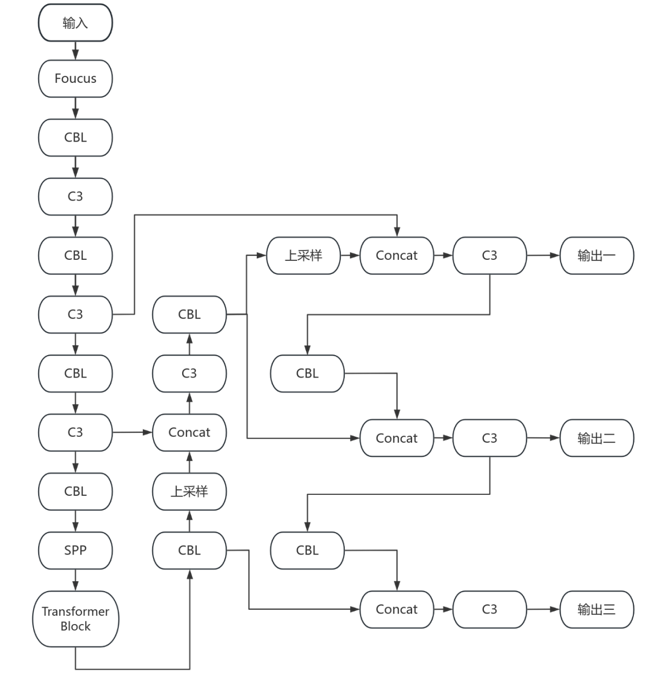 输入
Foucus
CBL
C3
CBL
C3
CBL
C3
CBL
SPP
Transformer
Block
CBL
C3
Concat
上采样
CBL
上采样
Concat
C3
输出一
CBL
Concat
C3
输出二
CBL
Concat
C3
输出三